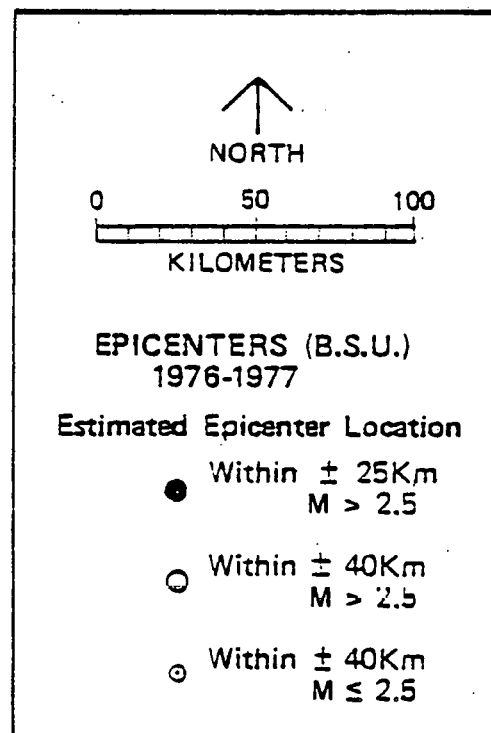 NORTH
0 50 100
KILOMETERS
EPICENTERS (B.S.U.)
1976-1977
Estimated Epicenter Location
Within ± 25Km
M > 2.5
Within ± 40Km
M > 2.5
Within ± 40Km
M ≤ 2.5